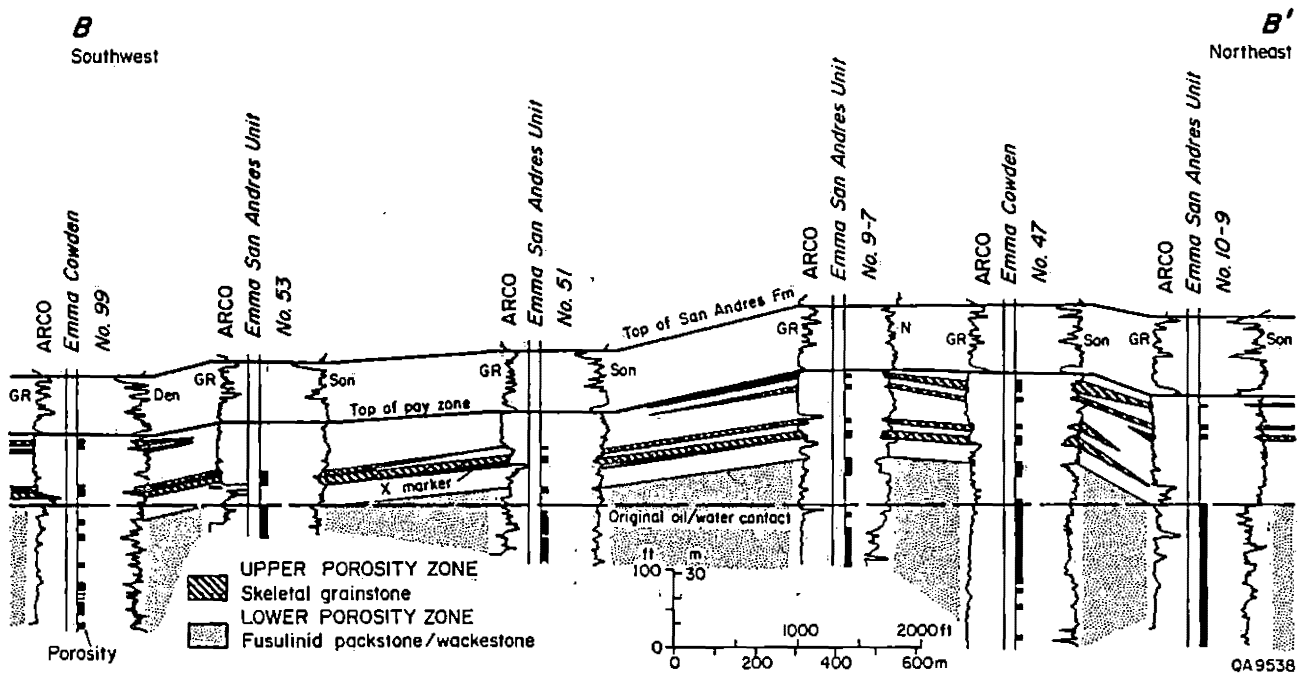 B
Southwest
B'
Northeast
ARCO
Emma Cowden
No. 99
ARCO
Emma San Andres Unit
No. 53
ARCO
Emma San Andres Unit
No. 51
ARCO
Emma San Andres Unit
No. 9-7
ARCO
Emma Cowden
No. 47
ARCO
Emma San Andres Unit
No. 10-9
Top of San Andres Fm
GR
Den
GR
Son
GR
Son
GR
N
GR
Son
GR
Son
Top of pay zone
X marker
Original oil/water contact
UPPER POROSITY ZONE
Skeletal grainstone
LOWER POROSITY ZONE
Fusulinid packstone/wackestone
Porosity
ft m
100 30
0
1000 2000 ft
0 200 400 600m
QA9538